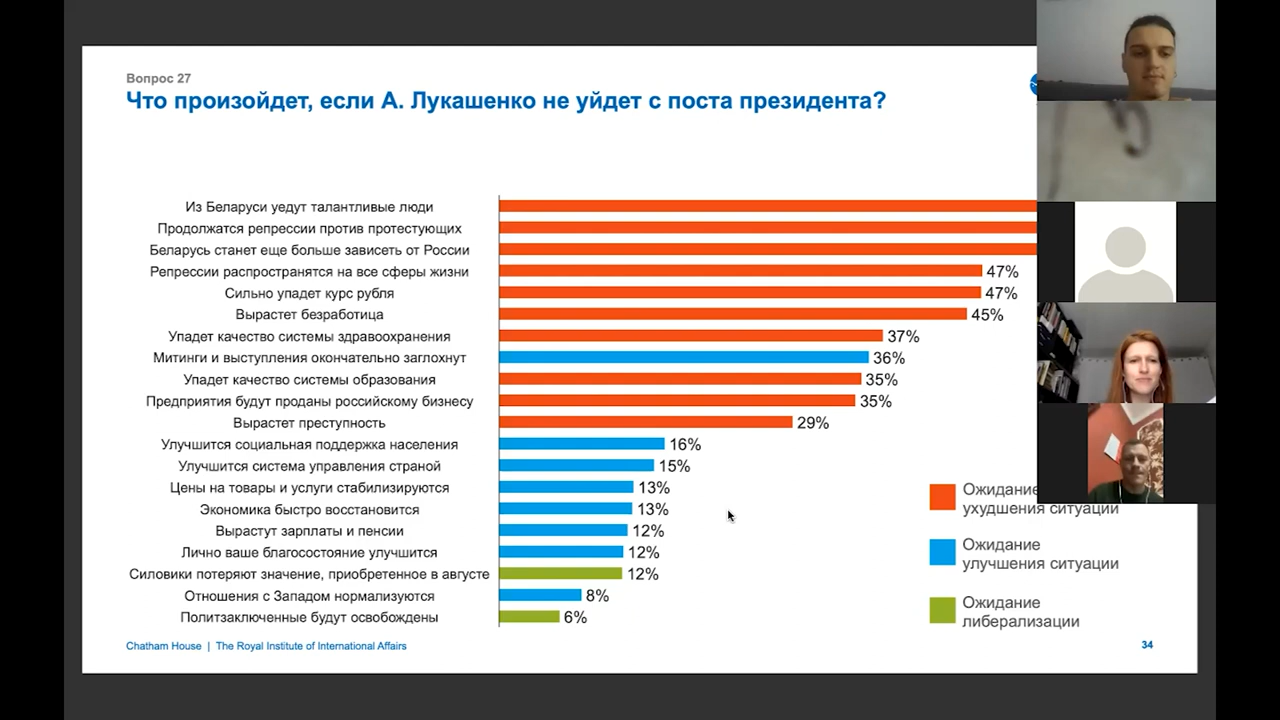 Вопрос 27
Что произойдет, если А. Лукашенко не уйдет с поста президента?
Из Беларуси уедут талантливые люди
Продолжатся репрессии против протестующих
Беларусь станет еще больше зависеть от России
Репрессии распространятся на все сферы жизни 47%
Сильно упадет курс рубля 47%
Вырастет безработица 45%
Упадет качество системы здравоохранения 37%
Митинги и выступления окончательно заглохнут 36%
Упадет качество системы образования 35%
Предприятия будут проданы российскому бизнесу 35%
Вырастет преступность 29%
Улучшится социальная поддержка населения 16%
Улучшится система управления страной 15%
Цены на товары и услуги стабилизируются 13%
Экономика быстро восстановится 13%
Вырастут зарплаты и пенсии 12%
Лично ваше благосостояние улучшится 12%
Силовики потеряют значение, приобретенное в августе 12%
Отношения с Западом нормализуются 8%
Политзаключенные будут освобождены 6%
Ожидание
ухудшения ситуации
Ожидание
улучшения ситуации
Ожидание
либерализации
Chatham House | The Royal Institute of International Affairs
34